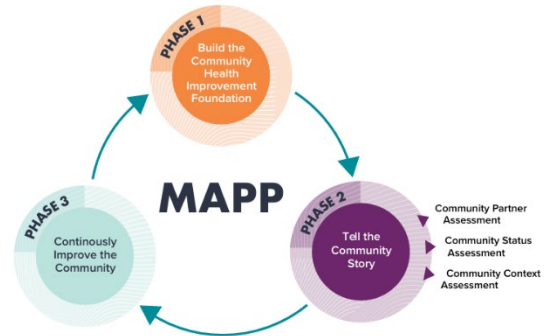 PHASE 1
Build the
Community
Health
Improvement
Foundation
MAPP
PHASE 2
Tell the
Community
Story
Community Partner
Assessment
Community Status
Assessment
Community Context
Assessment
PHASE 3
Continously
Improve the
Community